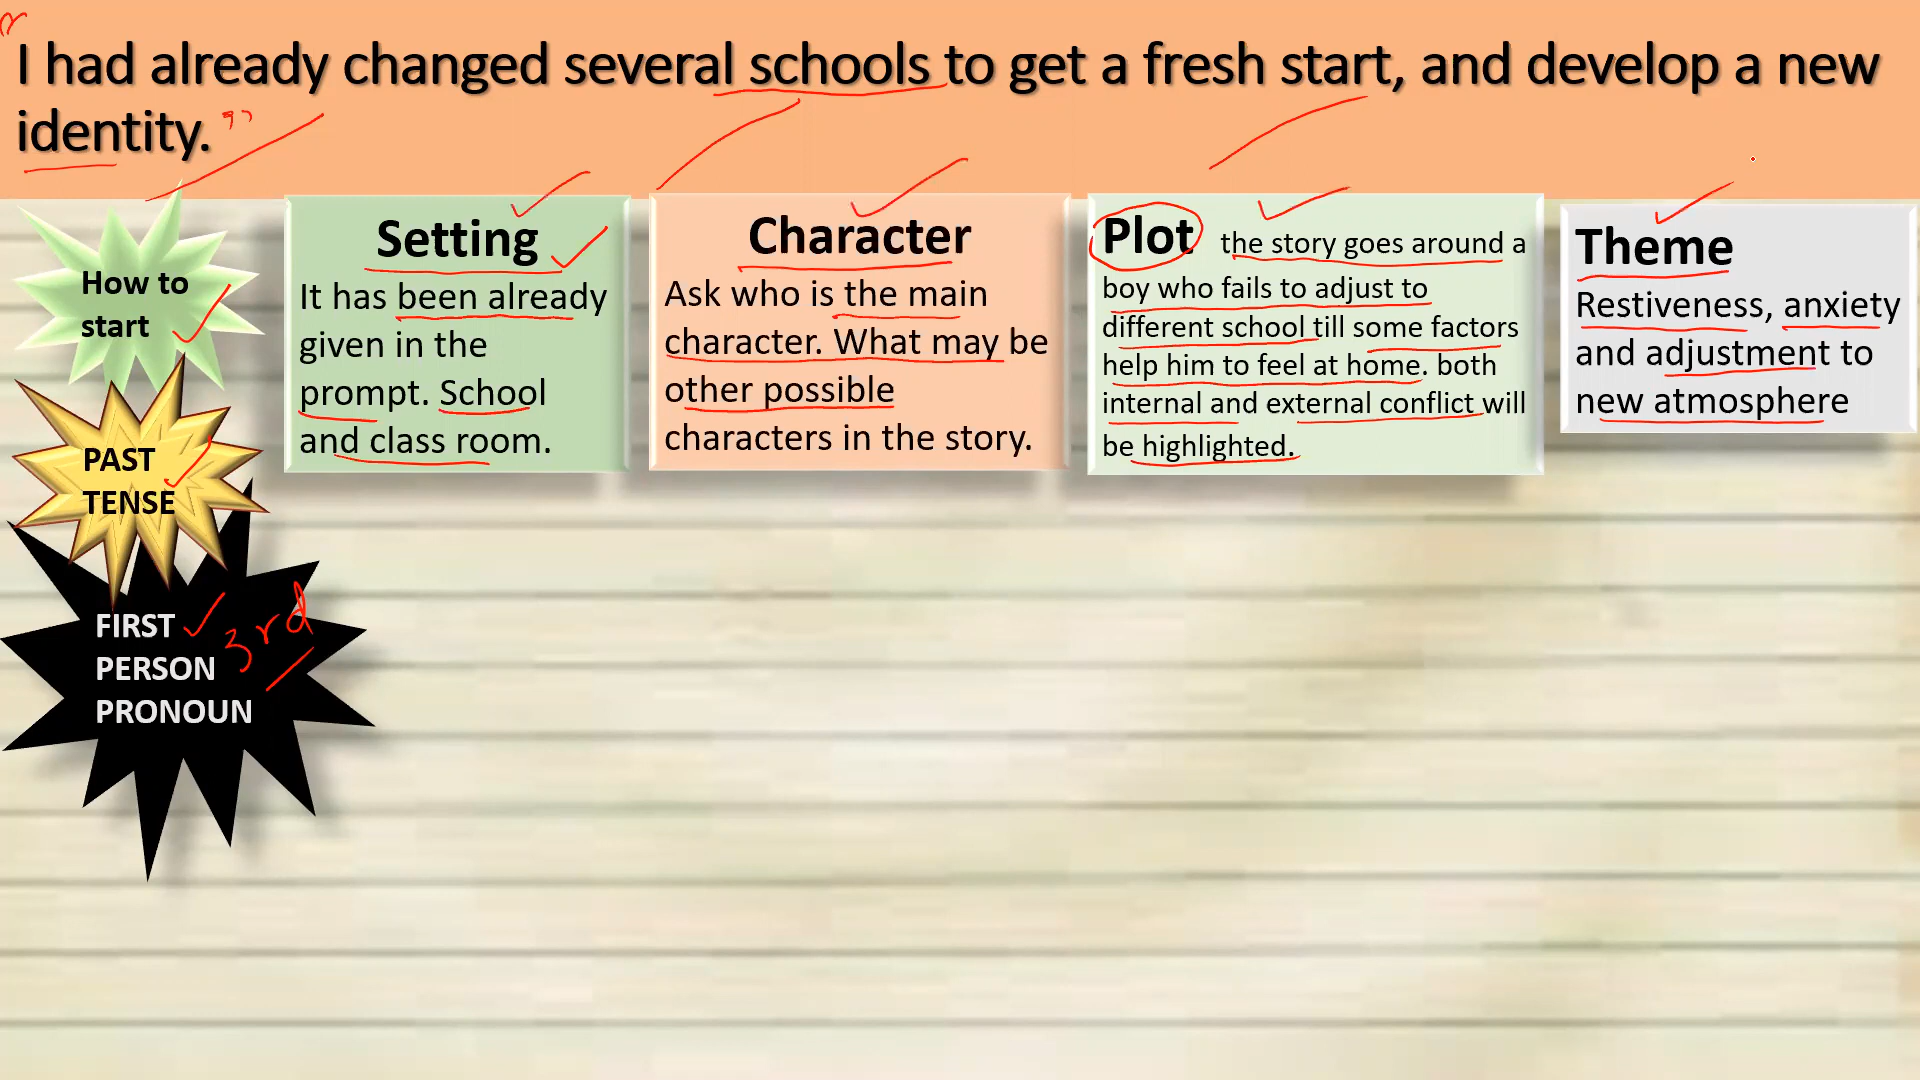 I had already changed several schools to get a fresh start, and develop a new
identity. "
How to
start
PAST
TENSE
FIRST
PERSON
PRONOUN
3rd
Setting
It has been already
given in the
prompt. School
and class room.
Character
Ask who is the main
character. What may be
other possible
characters in the story.
Plot the story goes around a
boy who fails to adjust to
different school till some factors
help him to feel at home. both
internal and external conflict will
be highlighted.
Theme
Restiveness, anxiety
and adjustment to
new atmosphere